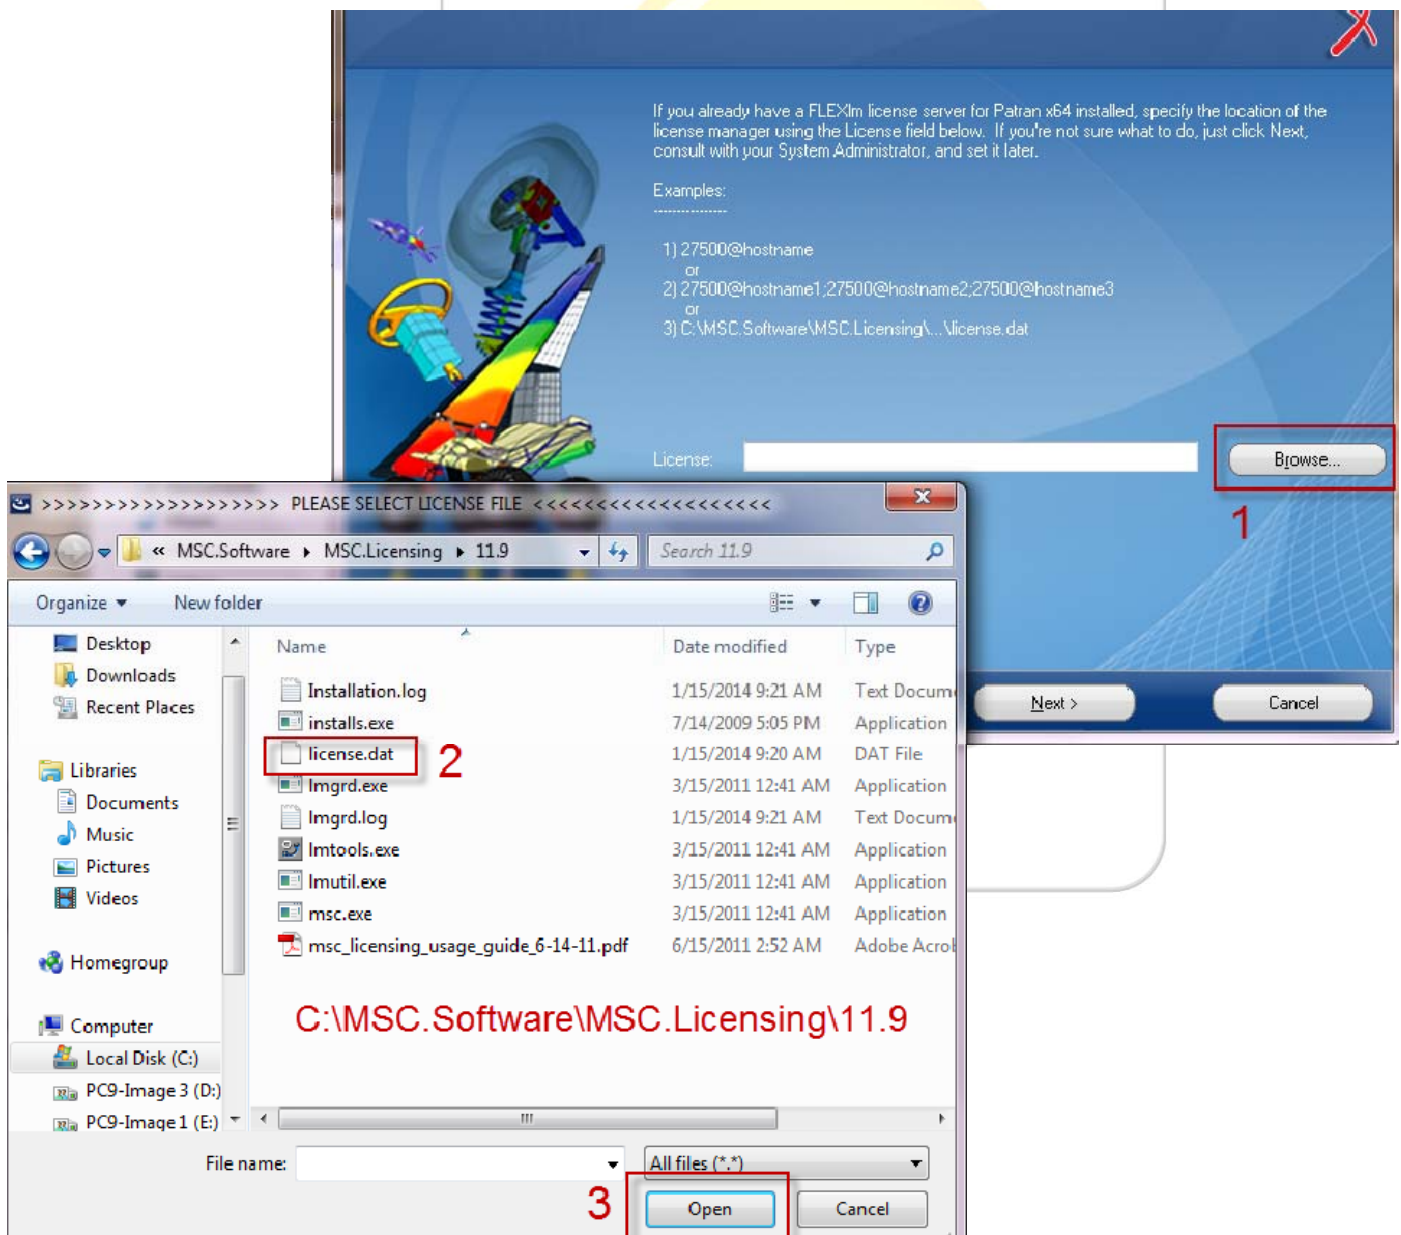 If you already have a FLEXlm license server for Patran x64 installed, specify the location of the
license manager using the License field below. If you're not sure what to do, just click Next,
consult with your System Administrator, and set it later.
Examples:
----------------
1) 27500@hostname
or
2) 27500@hostname1;27500@hostname2;27500@hostname3
or
3) C:\MSC.Software\MSC.Licensing\...\license.dat
License:
Browse...
1
Next >
Cancel
>>>>>>>>>>>>>>>>>>> PLEASE SELECT LICENSE FILE <<<<<<<<<<<<<<<<<<<
« MSC.Software ▸ MSC.Licensing ▸ 11.9
Search 11.9
Organize ▼ New folder
Desktop
Downloads
Recent Places
Libraries
Documents
Music
Pictures
Videos
Homegroup
Computer
Local Disk (C:)
PC9-Image 3 (D:)
PC9-Image 1 (E:)
Name Date modified Type
Installation.log 1/15/2014 9:21 AM Text Docum
installs.exe 7/14/2009 5:05 PM Application
license.dat 1/15/2014 9:20 AM DAT File
2
lmgrd.exe 3/15/2011 12:41 AM Application
lmgrd.log 1/15/2014 9:21 AM Text Docum
lmtools.exe 3/15/2011 12:41 AM Application
lmutil.exe 3/15/2011 12:41 AM Application
msc.exe 3/15/2011 12:41 AM Application
msc_licensing_usage_guide_6-14-11.pdf 6/15/2011 2:52 AM Adobe Acrob
C:\MSC.Software\MSC.Licensing\11.9
File name:
All files (*.*)
3
Open
Cancel